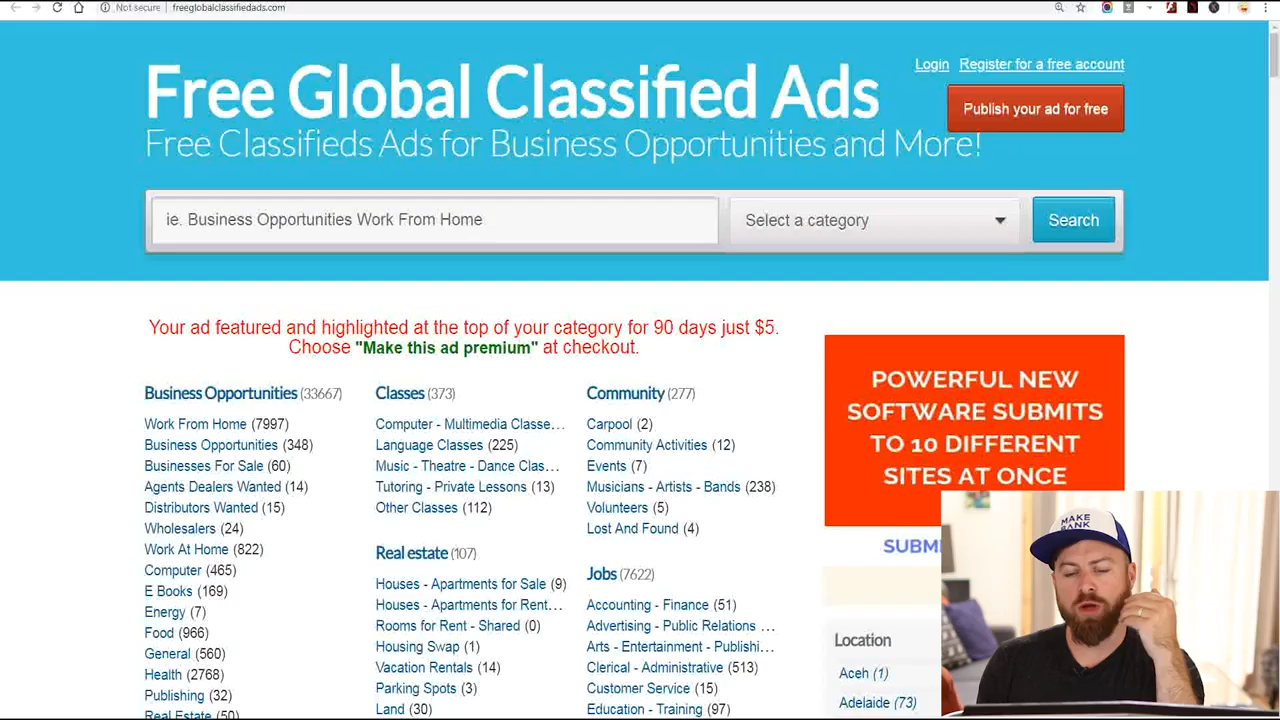 Not secure
freeglobalclassifiedads.com
Free Global Classified Ads
Free Classifieds Ads for Business Opportunities and More!
Login Register for a free account
Publish your ad for free
ie. Business Opportunities Work From Home
Select a category
Search
Your ad featured and highlighted at the top of your category for 90 days just $5.
Choose "Make this ad premium" at checkout.
Business Opportunities (33667)
Work From Home (7997)
Business Opportunities (348)
Businesses For Sale (60)
Agents Dealers Wanted (14)
Distributors Wanted (15)
Wholesalers (24)
Work At Home (822)
Computer (465)
E Books (169)
Energy (7)
Food (966)
General (560)
Health (2768)
Publishing (32)
Real Estate (50)
Classes (373)
Computer - Multimedia Classe...
Language Classes (225)
Music - Theatre - Dance Clas...
Tutoring - Private Lessons (13)
Other Classes (112)
Real estate (107)
Houses - Apartments for Sale (9)
Houses - Apartments for Rent...
Rooms for Rent - Shared (0)
Housing Swap (1)
Vacation Rentals (14)
Parking Spots (3)
Land (30)
Community (277)
Carpool (2)
Community Activities (12)
Events (7)
Musicians - Artists - Bands (238)
Volunteers (5)
Lost And Found (4)
Jobs (7622)
Accounting - Finance (51)
Advertising - Public Relations ...
Arts - Entertainment - Publishi...
Clerical - Administrative (513)
Customer Service (15)
Education - Training (97)
POWERFUL NEW
SOFTWARE SUBMITS
TO 10 DIFFERENT
SITES AT ONCE
SUBM
Location
Aceh (1)
Adelaide (73)
MAKE
BANK